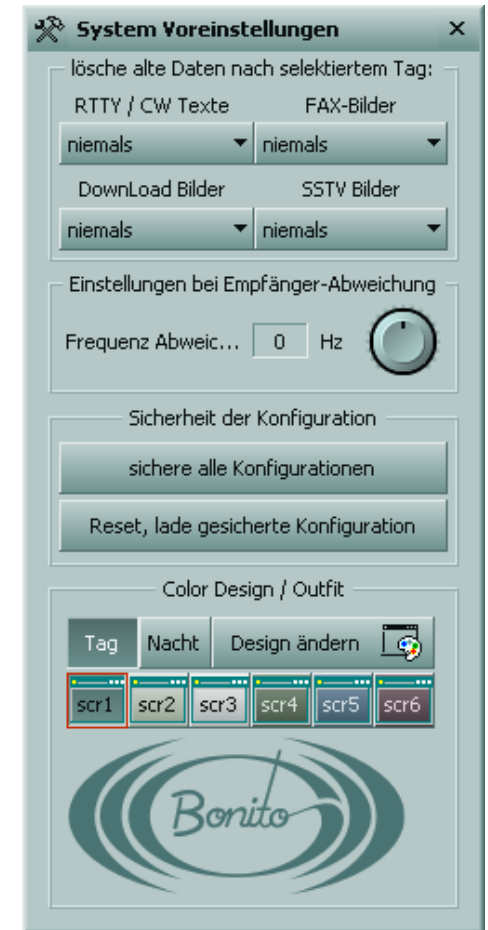 System Voreinstellungen
lösche alte Daten nach selektiertem Tag:
RTTY / CW Texte FAX-Bilder
niemals niemals
DownLoad Bilder SSTV Bilder
niemals niemals
Einstellungen bei Empfänger-Abweichung
Frequenz Abweic... 0 Hz
Sicherheit der Konfiguration
sichere alle Konfigurationen
Reset, lade gesicherte Konfiguration
Color Design / Outfit
Tag Nacht Design ändern
scr1 scr2 scr3 scr4 scr5 scr6
Bonito